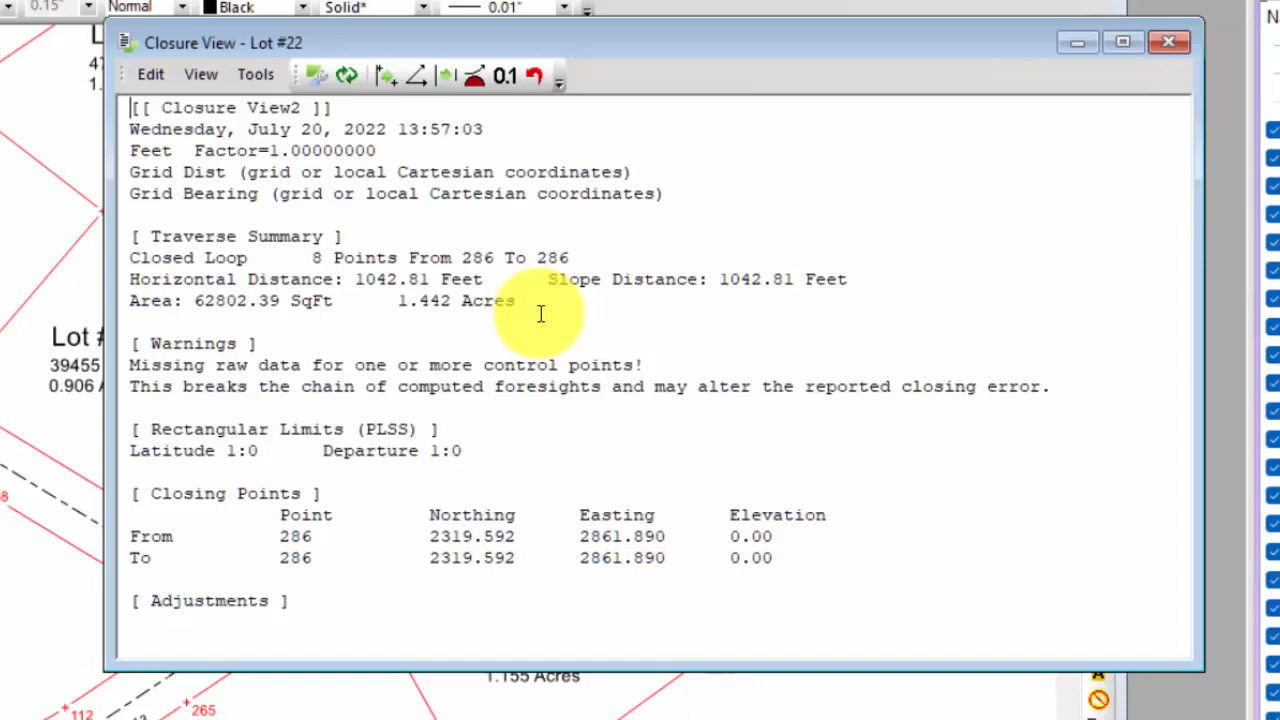 0.15"
Normal
Black
Solid*
0.01"
Closure View - Lot #22
Edit View Tools 0.1
[[ Closure View2 ]]
Wednesday, July 20, 2022 13:57:03
Feet Factor=1.00000000
Grid Dist (grid or local Cartesian coordinates)
Grid Bearing (grid or local Cartesian coordinates)
[ Traverse Summary ]
Closed Loop 8 Points From 286 To 286
Horizontal Distance: 1042.81 Feet Slope Distance: 1042.81 Feet
Area: 62802.39 SqFt 1.442 Acres
[ Warnings ]
Missing raw data for one or more control points!
This breaks the chain of computed foresights and may alter the reported closing error.
[ Rectangular Limits (PLSS) ]
Latitude 1:0 Departure 1:0
[ Closing Points ]
Point Northing Easting Elevation
From 286 2319.592 2861.890 0.00
To 286 2319.592 2861.890 0.00
[ Adjustments ]
Lot #
39455
0.906
1.155 Acres
112
265